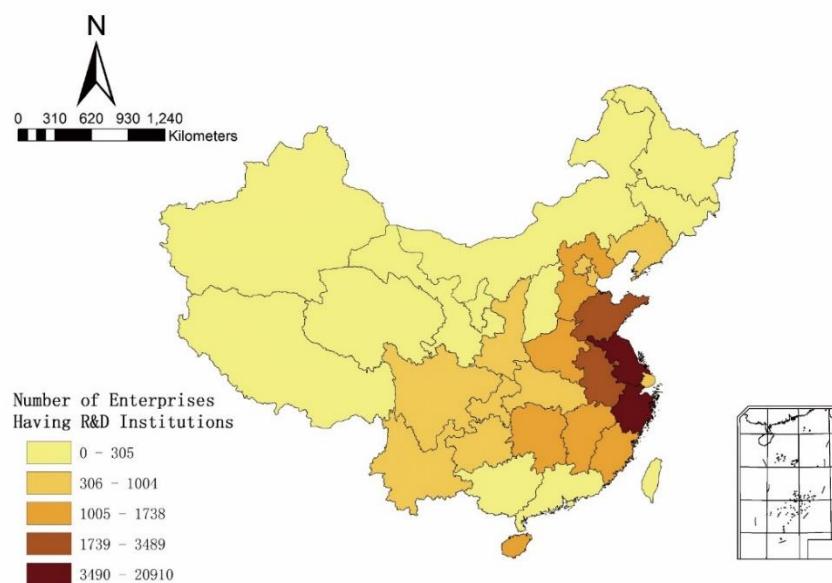 N
0 310 620 930 1,240
Kilometers
Number of Enterprises
Having R&D Institutions
0 - 305
306 - 1004
1005 - 1738
1739 - 3489
3490 - 20910